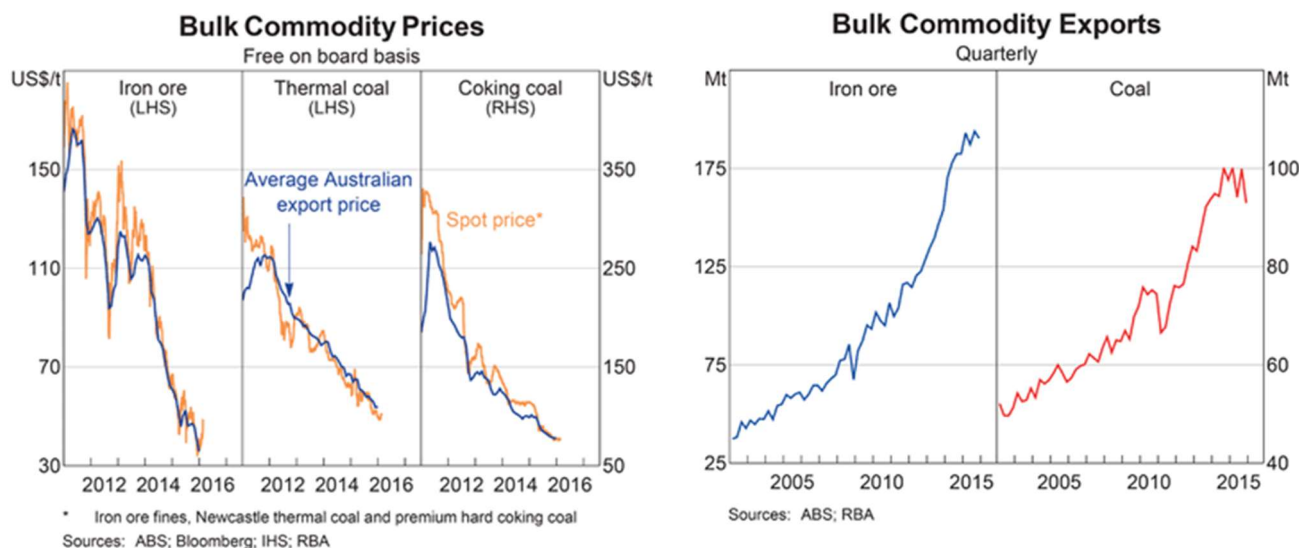 Bulk Commodity Prices
Free on board basis
US$/t
US$/t
Iron ore
(LHS)
Thermal coal
(LHS)
Coking coal
(RHS)
Average Australian
export price
Spot price*
150
110
70
30
350
250
150
50
2012 2014 2016
2012 2014 2016
2012 2014 2016
* Iron ore fines, Newcastle thermal coal and premium hard coking coal
Sources: ABS; Bloomberg; IHS; RBA
Bulk Commodity Exports
Quarterly
Mt
Mt
Iron ore
Coal
175
125
75
25
100
80
60
40
2005 2010 2015
2005 2010 2015
Sources: ABS; RBA